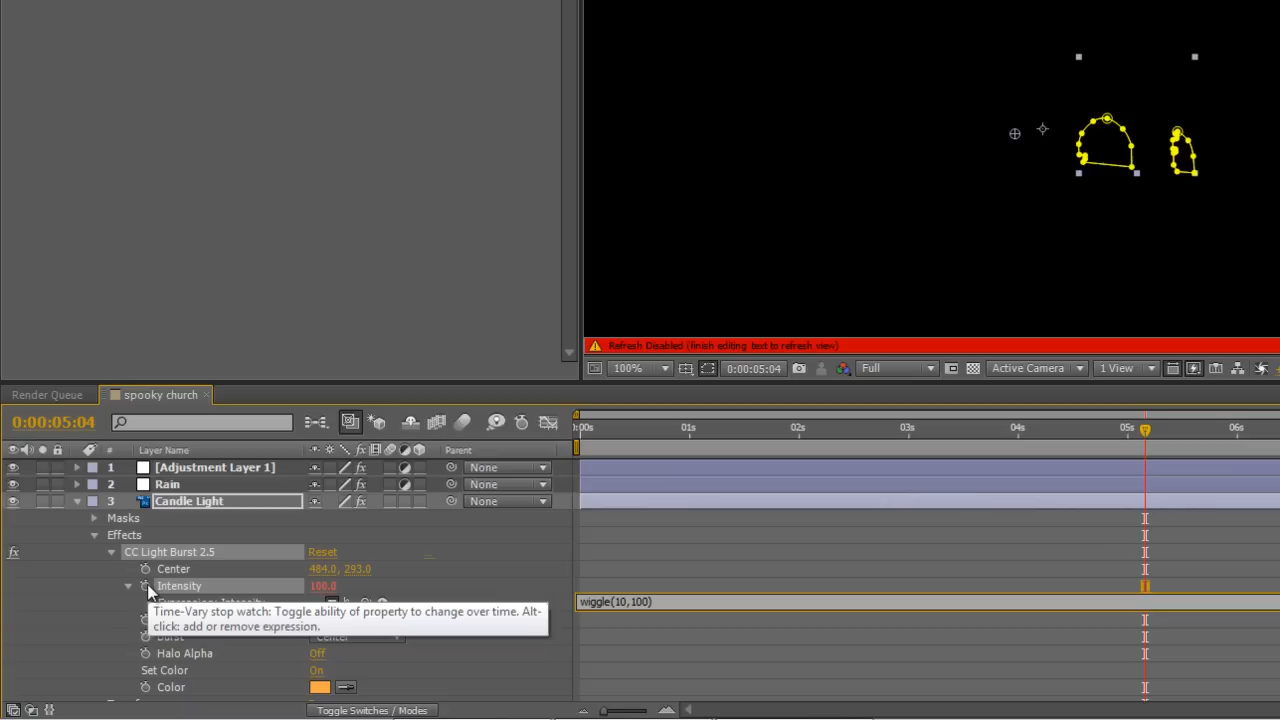 Refresh Disabled (finish editing text to refresh view)
100% 0:00:05:04 Full Active Camera 1 View
Render Queue spooky church
0:00:05:04 0:00s 01s 02s 03s 04s 05s 06s
# Layer Name Parent
1 [Adjustment Layer 1] fx None
2 Rain fx None
3 Candle Light fx None
Masks
Effects
fx CC Light Burst 2.5 Reset
Center 484.0, 293.0
Intensity 100.0
wiggle(10,100)
Time-Vary stop watch: Toggle ability of property to change over time. Alt-
click: add or remove expression.
Halo Alpha Off
Set Color On
Color
Toggle Switches / Modes